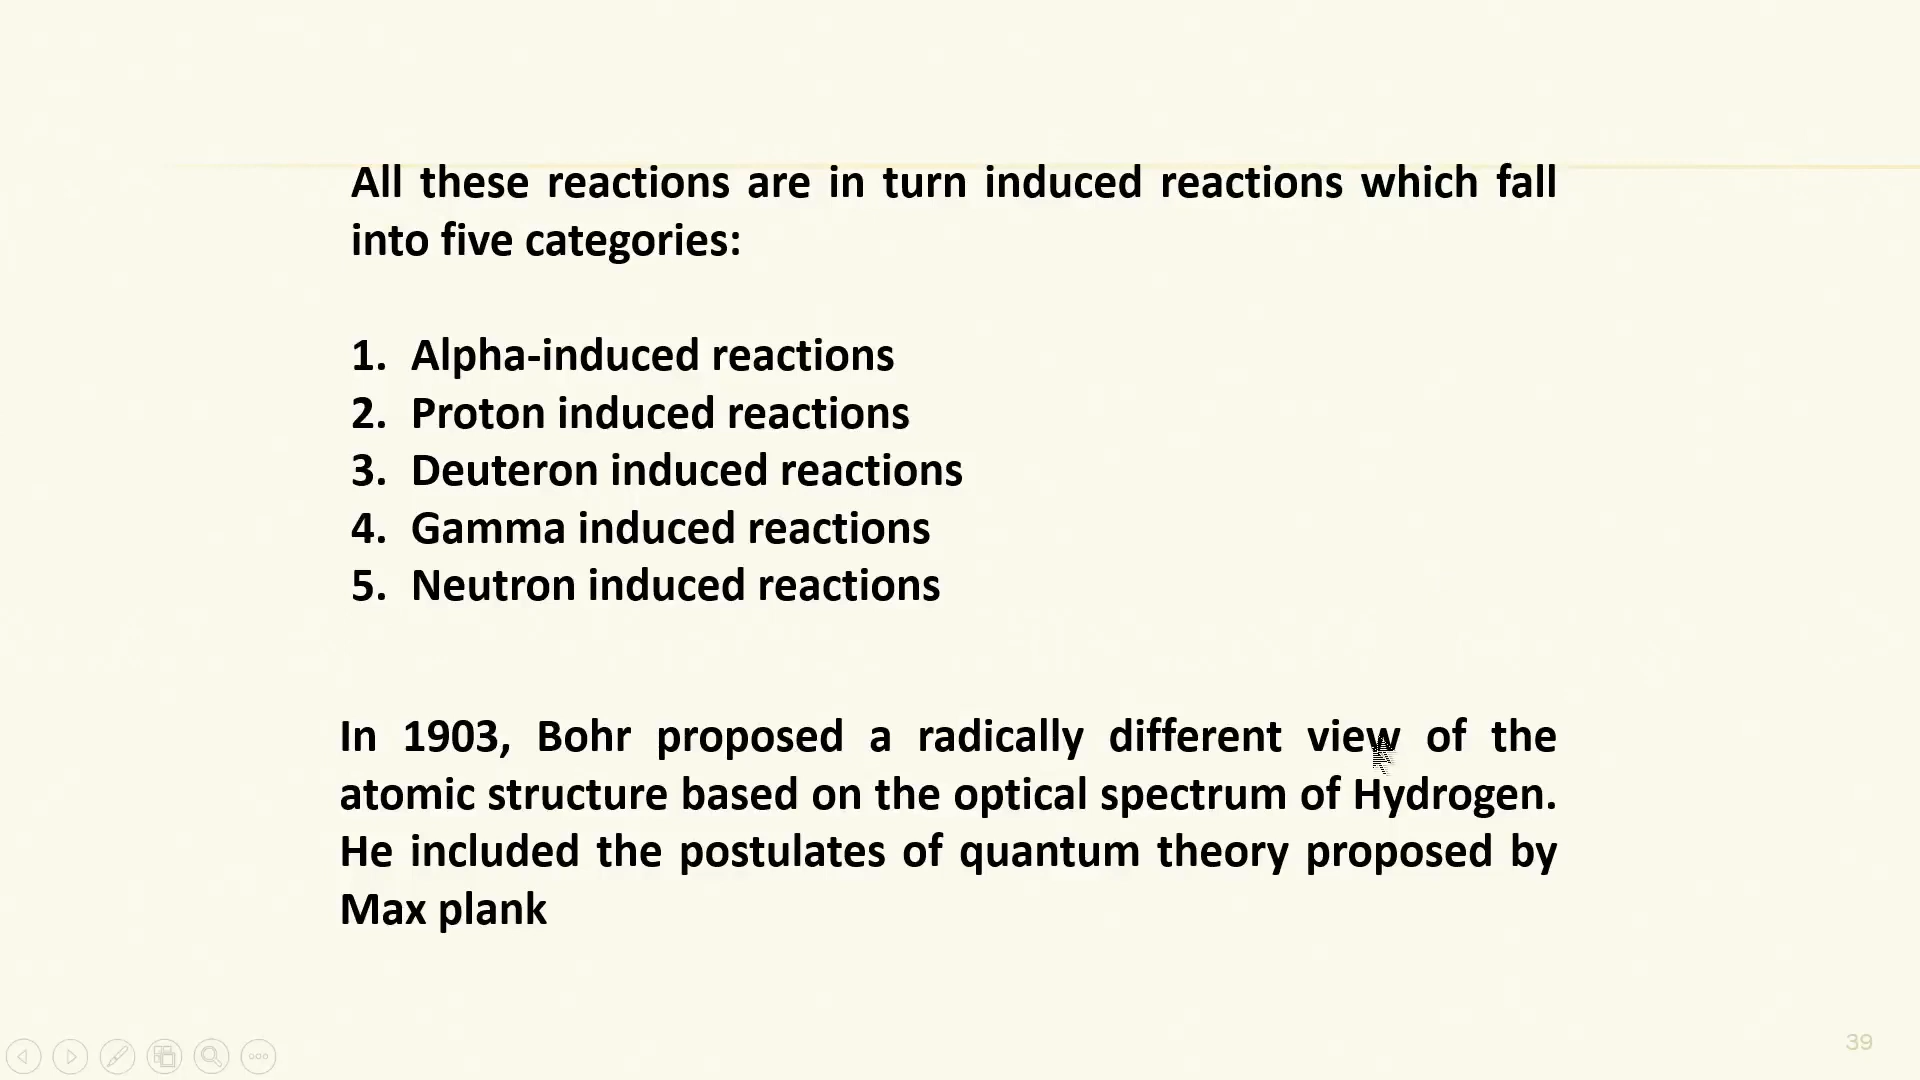 All these reactions are in turn induced reactions which fall
into five categories:
1. Alpha-induced reactions
2. Proton induced reactions
3. Deuteron induced reactions
4. Gamma induced reactions
5. Neutron induced reactions
In 1903, Bohr proposed a radically different view of the
atomic structure based on the optical spectrum of Hydrogen.
He included the postulates of quantum theory proposed by
Max plank
39